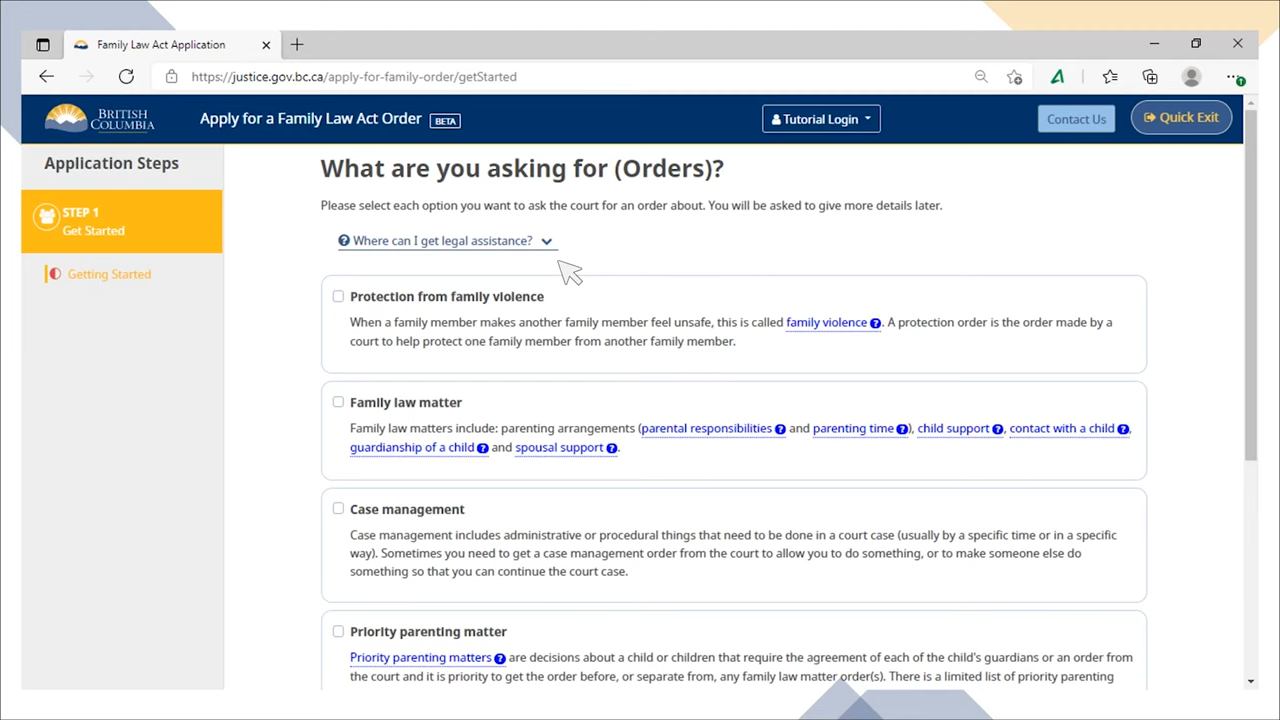 Family Law Act Application
https://justice.gov.bc.ca/apply-for-family-order/getStarted
BRITISH
COLUMBIA
Apply for a Family Law Act Order BETA
Tutorial Login
Contact Us
Quick Exit
Application Steps
STEP 1
Get Started
Getting Started
What are you asking for (Orders)?
Please select each option you want to ask the court for an order about. You will be asked to give more details later.
Where can I get legal assistance?
Protection from family violence
When a family member makes another family member feel unsafe, this is called family violence ?. A protection order is the order made by a
court to help protect one family member from another family member.
Family law matter
Family law matters include: parenting arrangements (parental responsibilities ? and parenting time ?), child support ?, contact with a child ?,
guardianship of a child ? and spousal support ?.
Case management
Case management includes administrative or procedural things that need to be done in a court case (usually by a specific time or in a specific
way). Sometimes you need to get a case management order from the court to allow you to do something, or to make someone else do
something so that you can continue the court case.
Priority parenting matter
Priority parenting matters ? are decisions about a child or children that require the agreement of each of the child's guardians or an order from
the court and it is priority to get the order before, or separate from, any family law matter order(s). There is a limited list of priority parenting